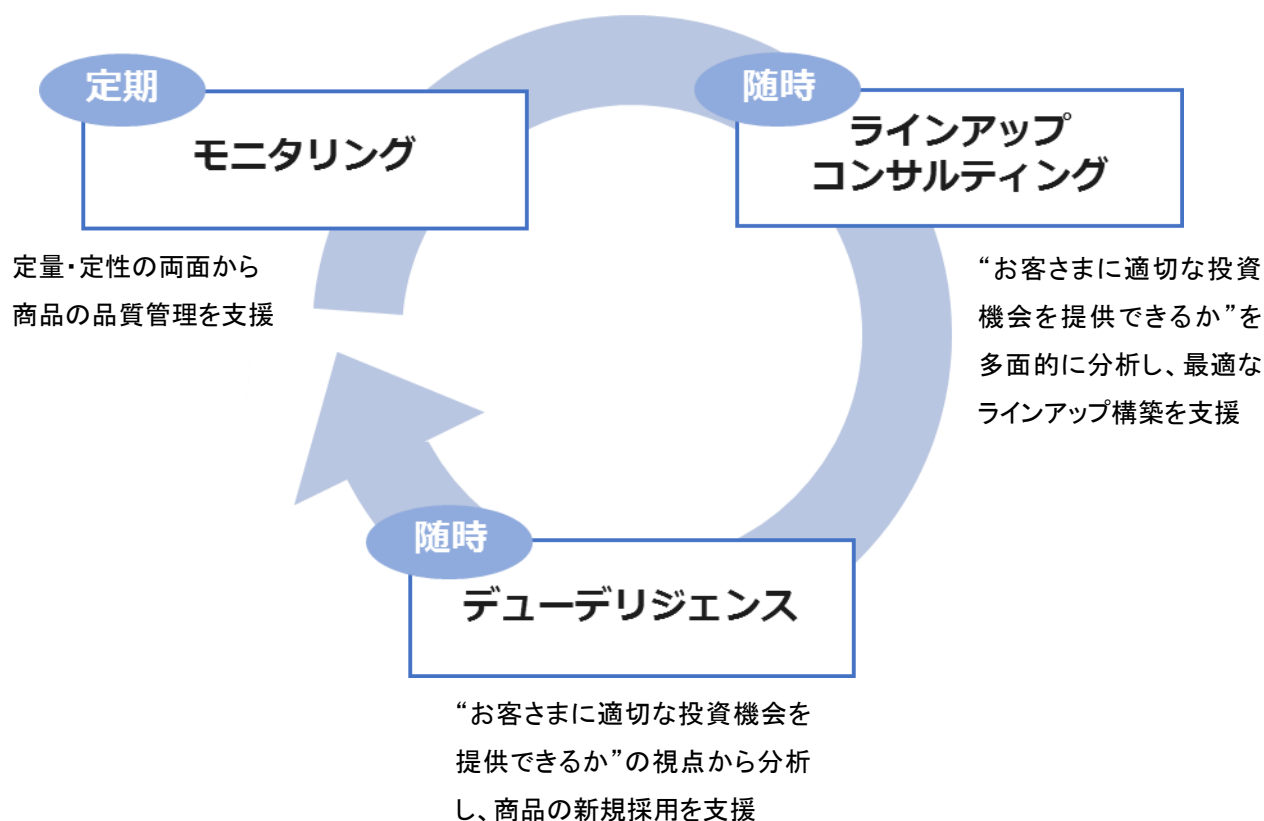 定期
モニタリング
定量・定性の両面から
商品の品質管理を支援
随時
ラインアップ
コンサルティング
“お客さまに適切な投資
機会を提供できるか”を
多面的に分析し、最適な
ラインアップ構築を支援
随時
デューデリジェンス
“お客さまに適切な投資機会を
提供できるか”の視点から分析
し、商品の新規採用を支援